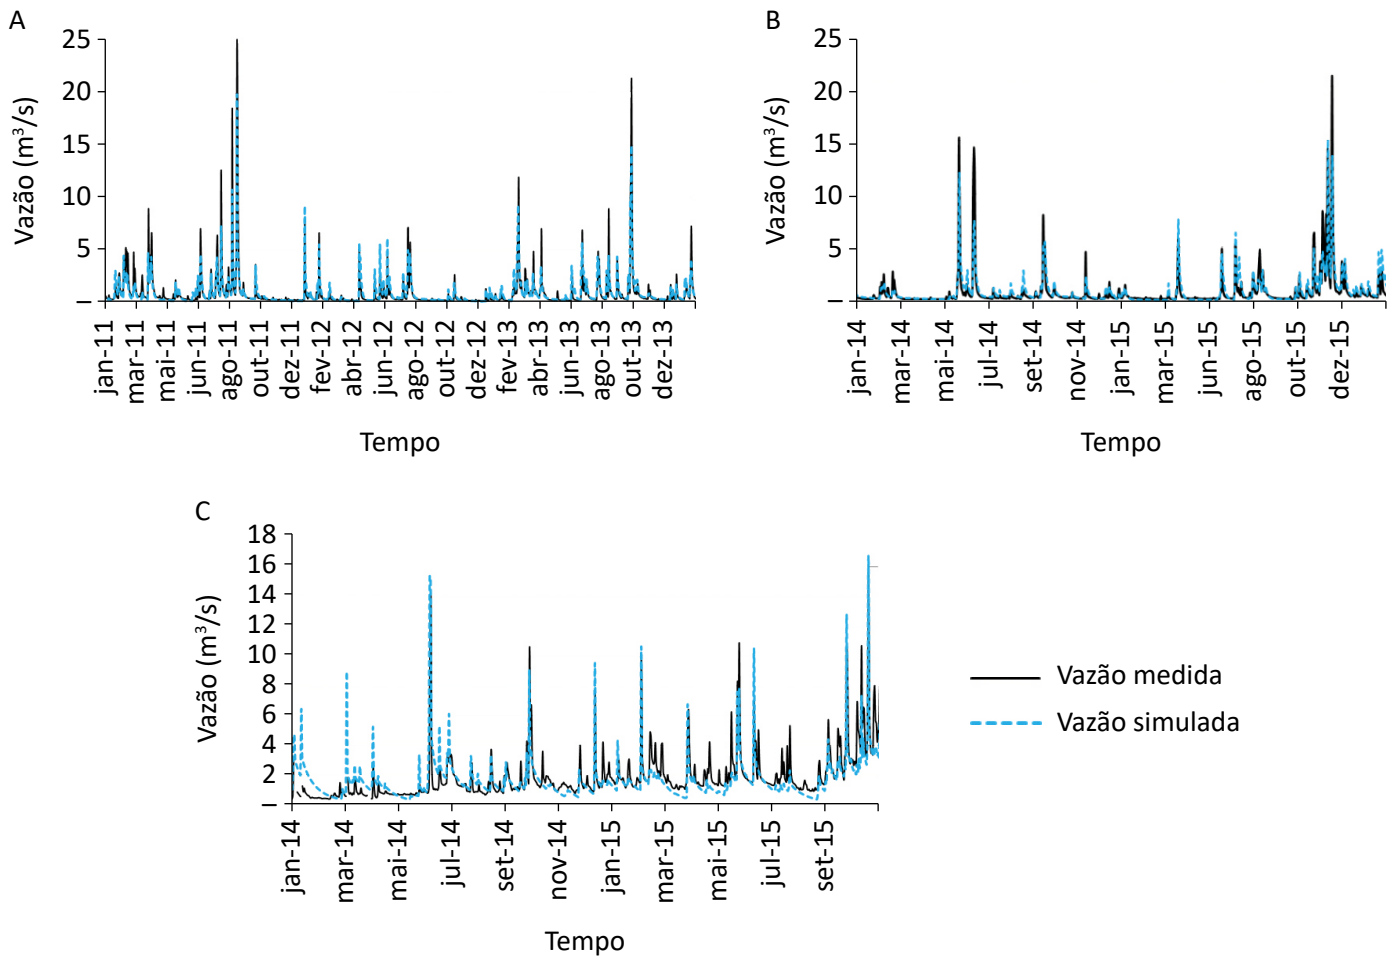 A
Vazão (m³/s)
25
20
15
10
5
—
jan-11
mar-11
mai-11
jun-11
ago-11
out-11
dez-11
fev-12
abr-12
jun-12
ago-12
out-12
dez-12
fev-13
abr-13
jun-13
ago-13
out-13
dez-13
Tempo
B
Vazão (m³/s)
25
20
15
10
5
—
jan-14
mar-14
mai-14
jul-14
set-14
nov-14
jan-15
mar-15
jun-15
ago-15
out-15
dez-15
Tempo
C
Vazão (m³/s)
18
16
14
12
10
8
6
4
2
—
jan-14
mar-14
mai-14
jul-14
set-14
nov-14
jan-15
mar-15
mai-15
jul-15
set-15
Tempo
Vazão medida
Vazão simulada